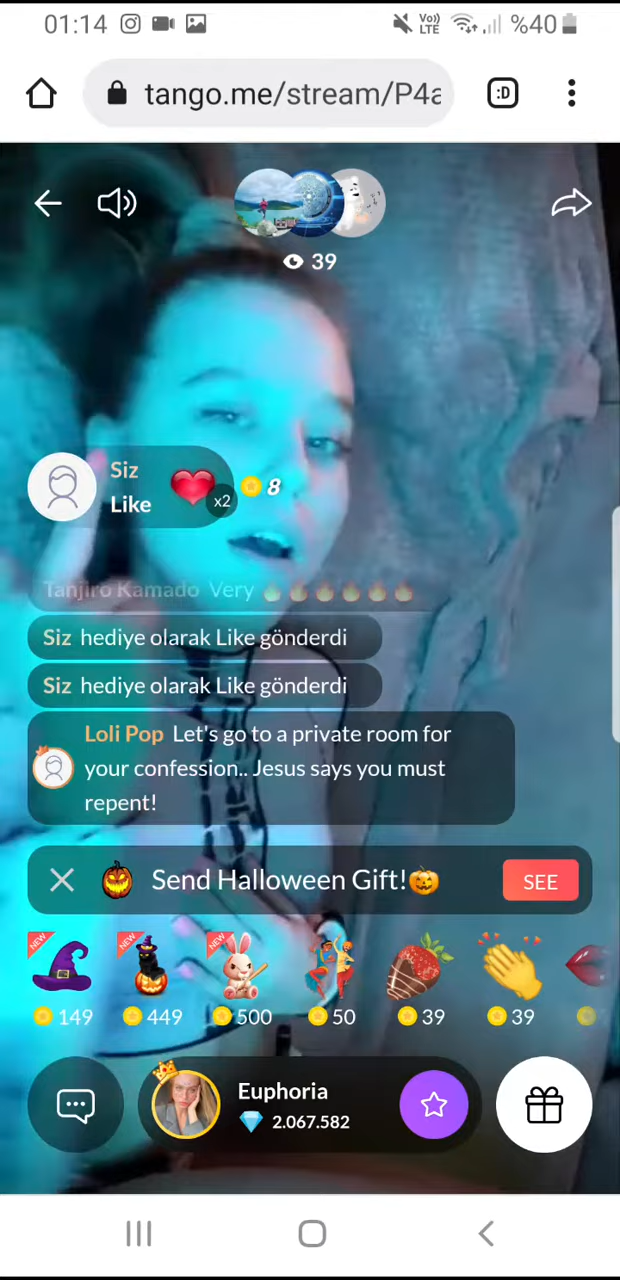 01:14 Vo)) LTE %40
tango.me/stream/P4a :D
39
Siz
Like x2 8
Tanjiro Kamado Very 🔥🔥🔥🔥🔥🔥
Siz hediye olarak Like gönderdi
Siz hediye olarak Like gönderdi
Loli Pop Let's go to a private room for
your confession.. Jesus says you must
repent!
Send Halloween Gift!🎃 SEE
NEW NEW NEW
149 449 500 50 39 39
Euphoria
2.067.582